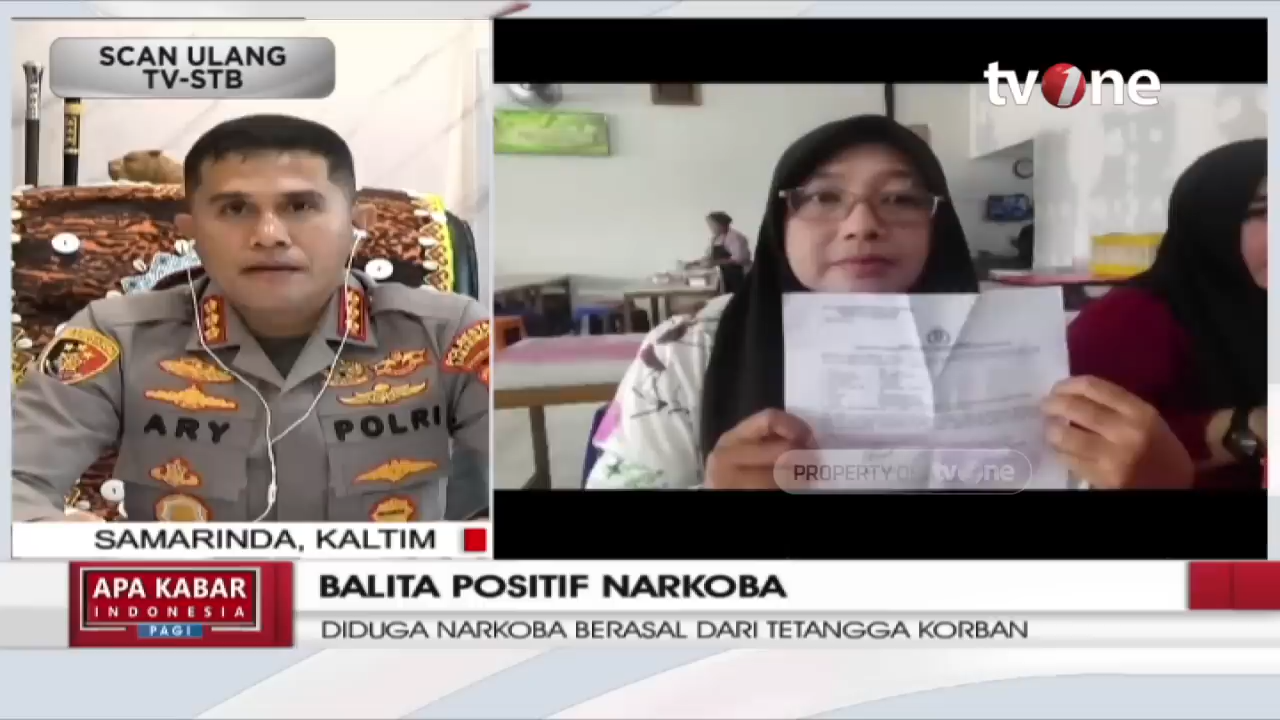 SCAN ULANG
TV-STB
tvOne
ARY
POLRI
PROPERTY OF tvOne
SAMARINDA, KALTIM
APA KABAR
INDONESIA
PAGI
BALITA POSITIF NARKOBA
DIDUGA NARKOBA BERASAL DARI TETANGGA KORBAN